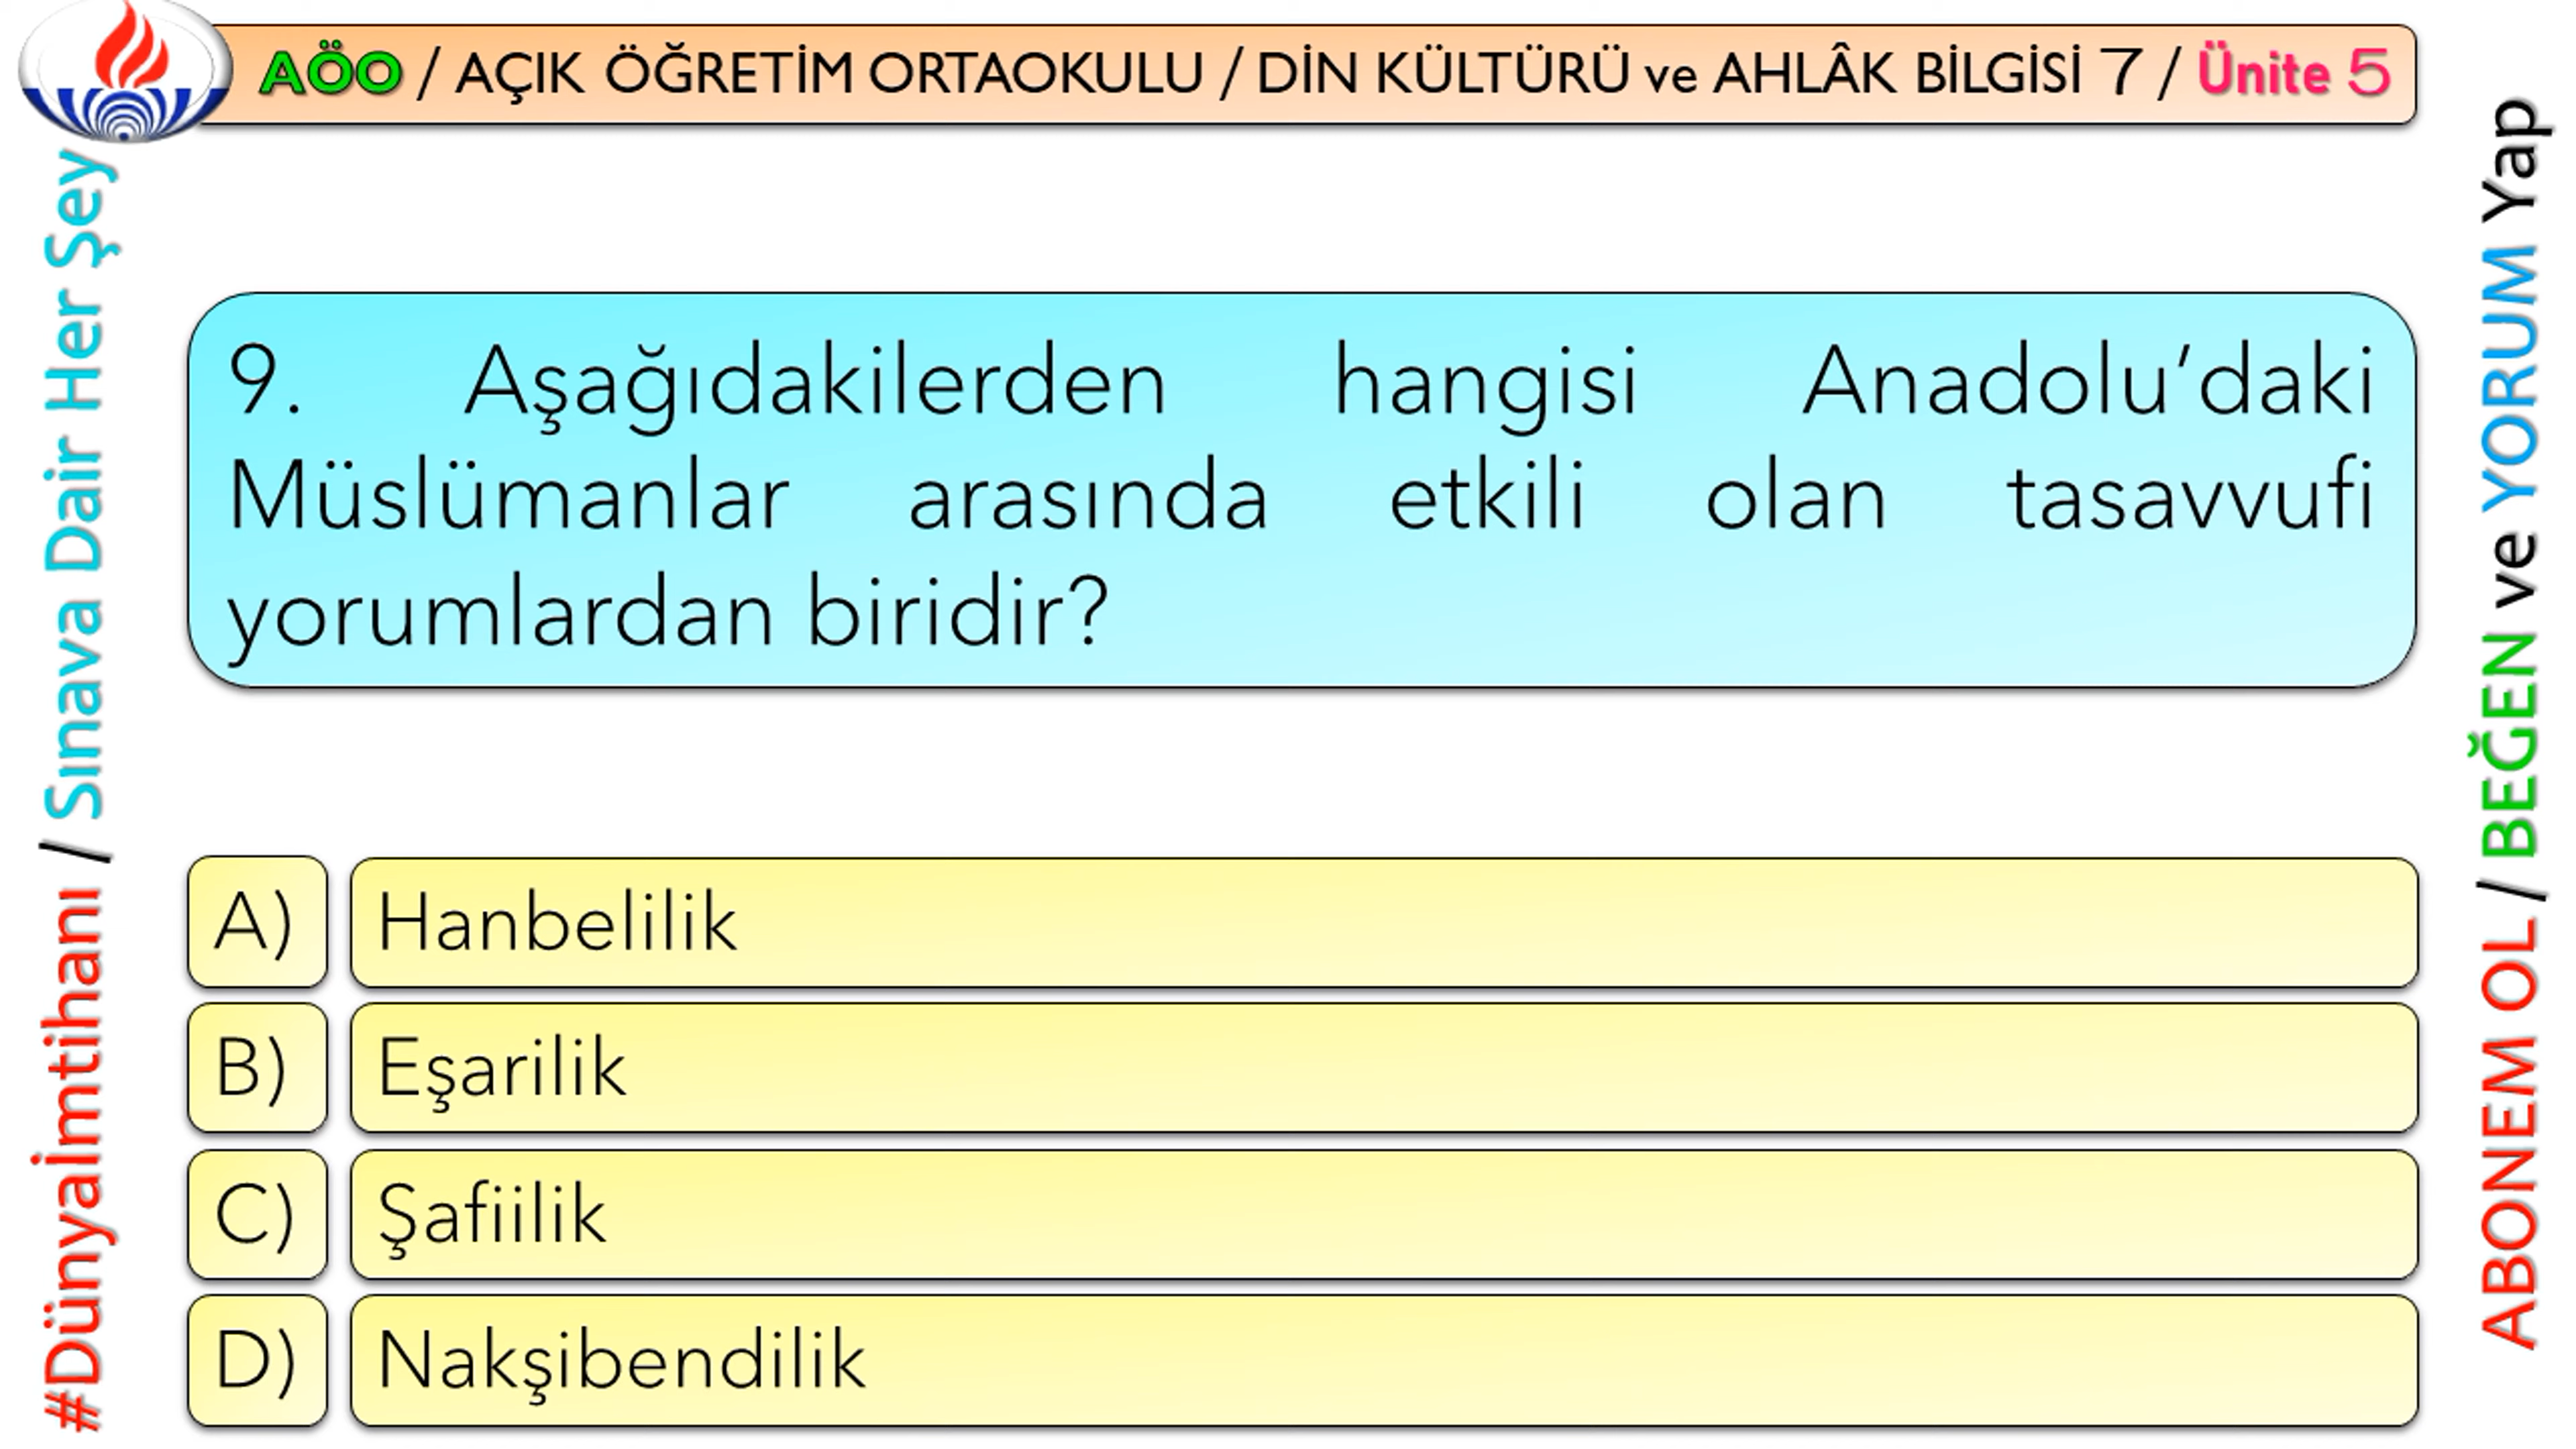 AÖO / AÇIK ÖĞRETİM ORTAOKULU / DİN KÜLTÜRÜ ve AHLÂK BİLGİSİ 7 / Ünite 5
#Dünyaİmtihanı / Sınava Dair Her Şey
9. Aşağıdakilerden hangisi Anadolu’daki
Müslümanlar arasında etkili olan tasavvufi
yorumlardan biridir?
A) Hanbelilik
B) Eşarilik
C) Şafiilik
D) Nakşibendilik
ABONEM OL / BEĞEN ve YORUM Yap